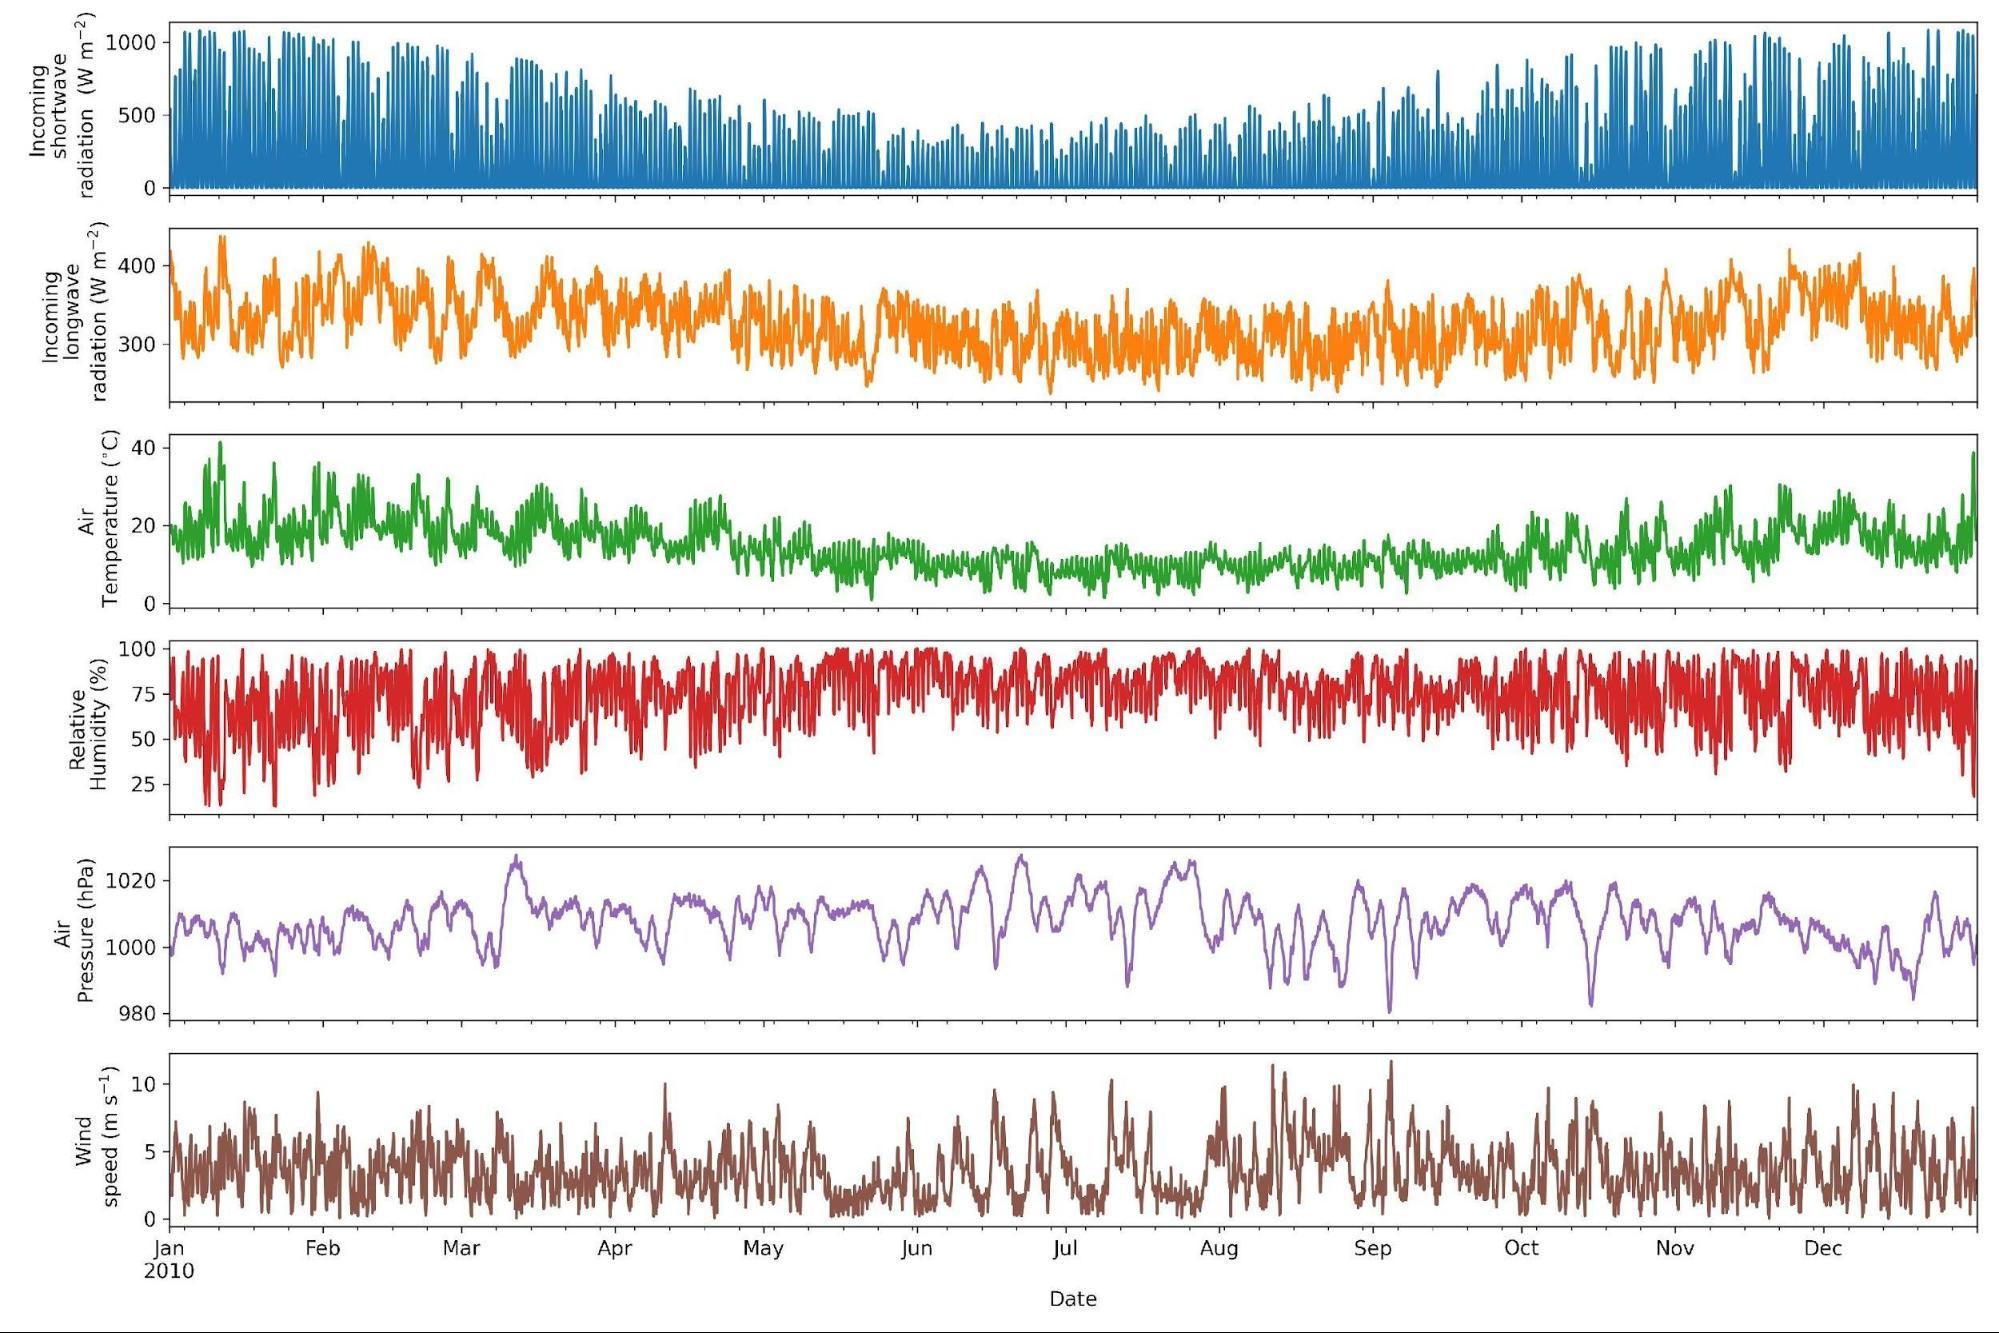 Incoming
shortwave
radiation (W m⁻²)
1000
500
0
Incoming
longwave
radiation (W m⁻²)
400
300
Air
Temperature (°C)
40
20
0
Relative
Humidity (%)
100
75
50
25
Air
Pressure (hPa)
1020
1000
980
Wind
speed (m s⁻¹)
10
5
0
Jan Feb Mar Apr May Jun Jul Aug Sep Oct Nov Dec
2010
Date